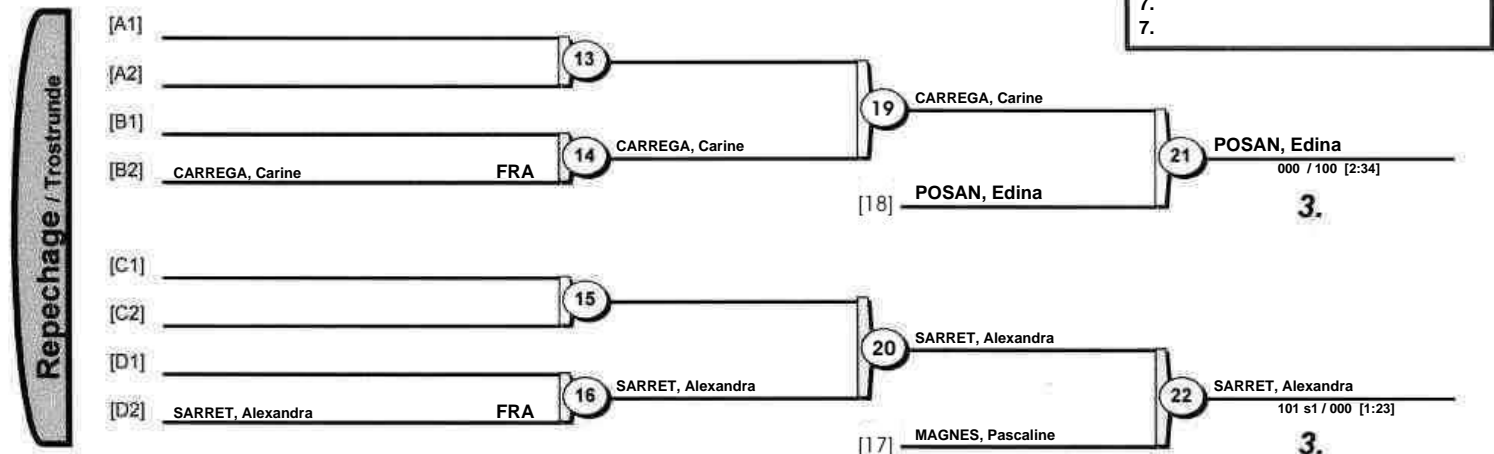 7.
7.
Repechage / Trostrunde
[A1]
13
[A2]
19
CARREGA, Carine
[B1]
14
CARREGA, Carine
21
POSAN, Edina
000 / 100 [2:34]
[B2]
CARREGA, Carine
FRA
[18]
POSAN, Edina
3.
[C1]
15
[C2]
20
SARRET, Alexandra
[D1]
16
SARRET, Alexandra
22
SARRET, Alexandra
101 s1 / 000 [1:23]
[D2]
SARRET, Alexandra
FRA
[17]
MAGNES, Pascaline
3.